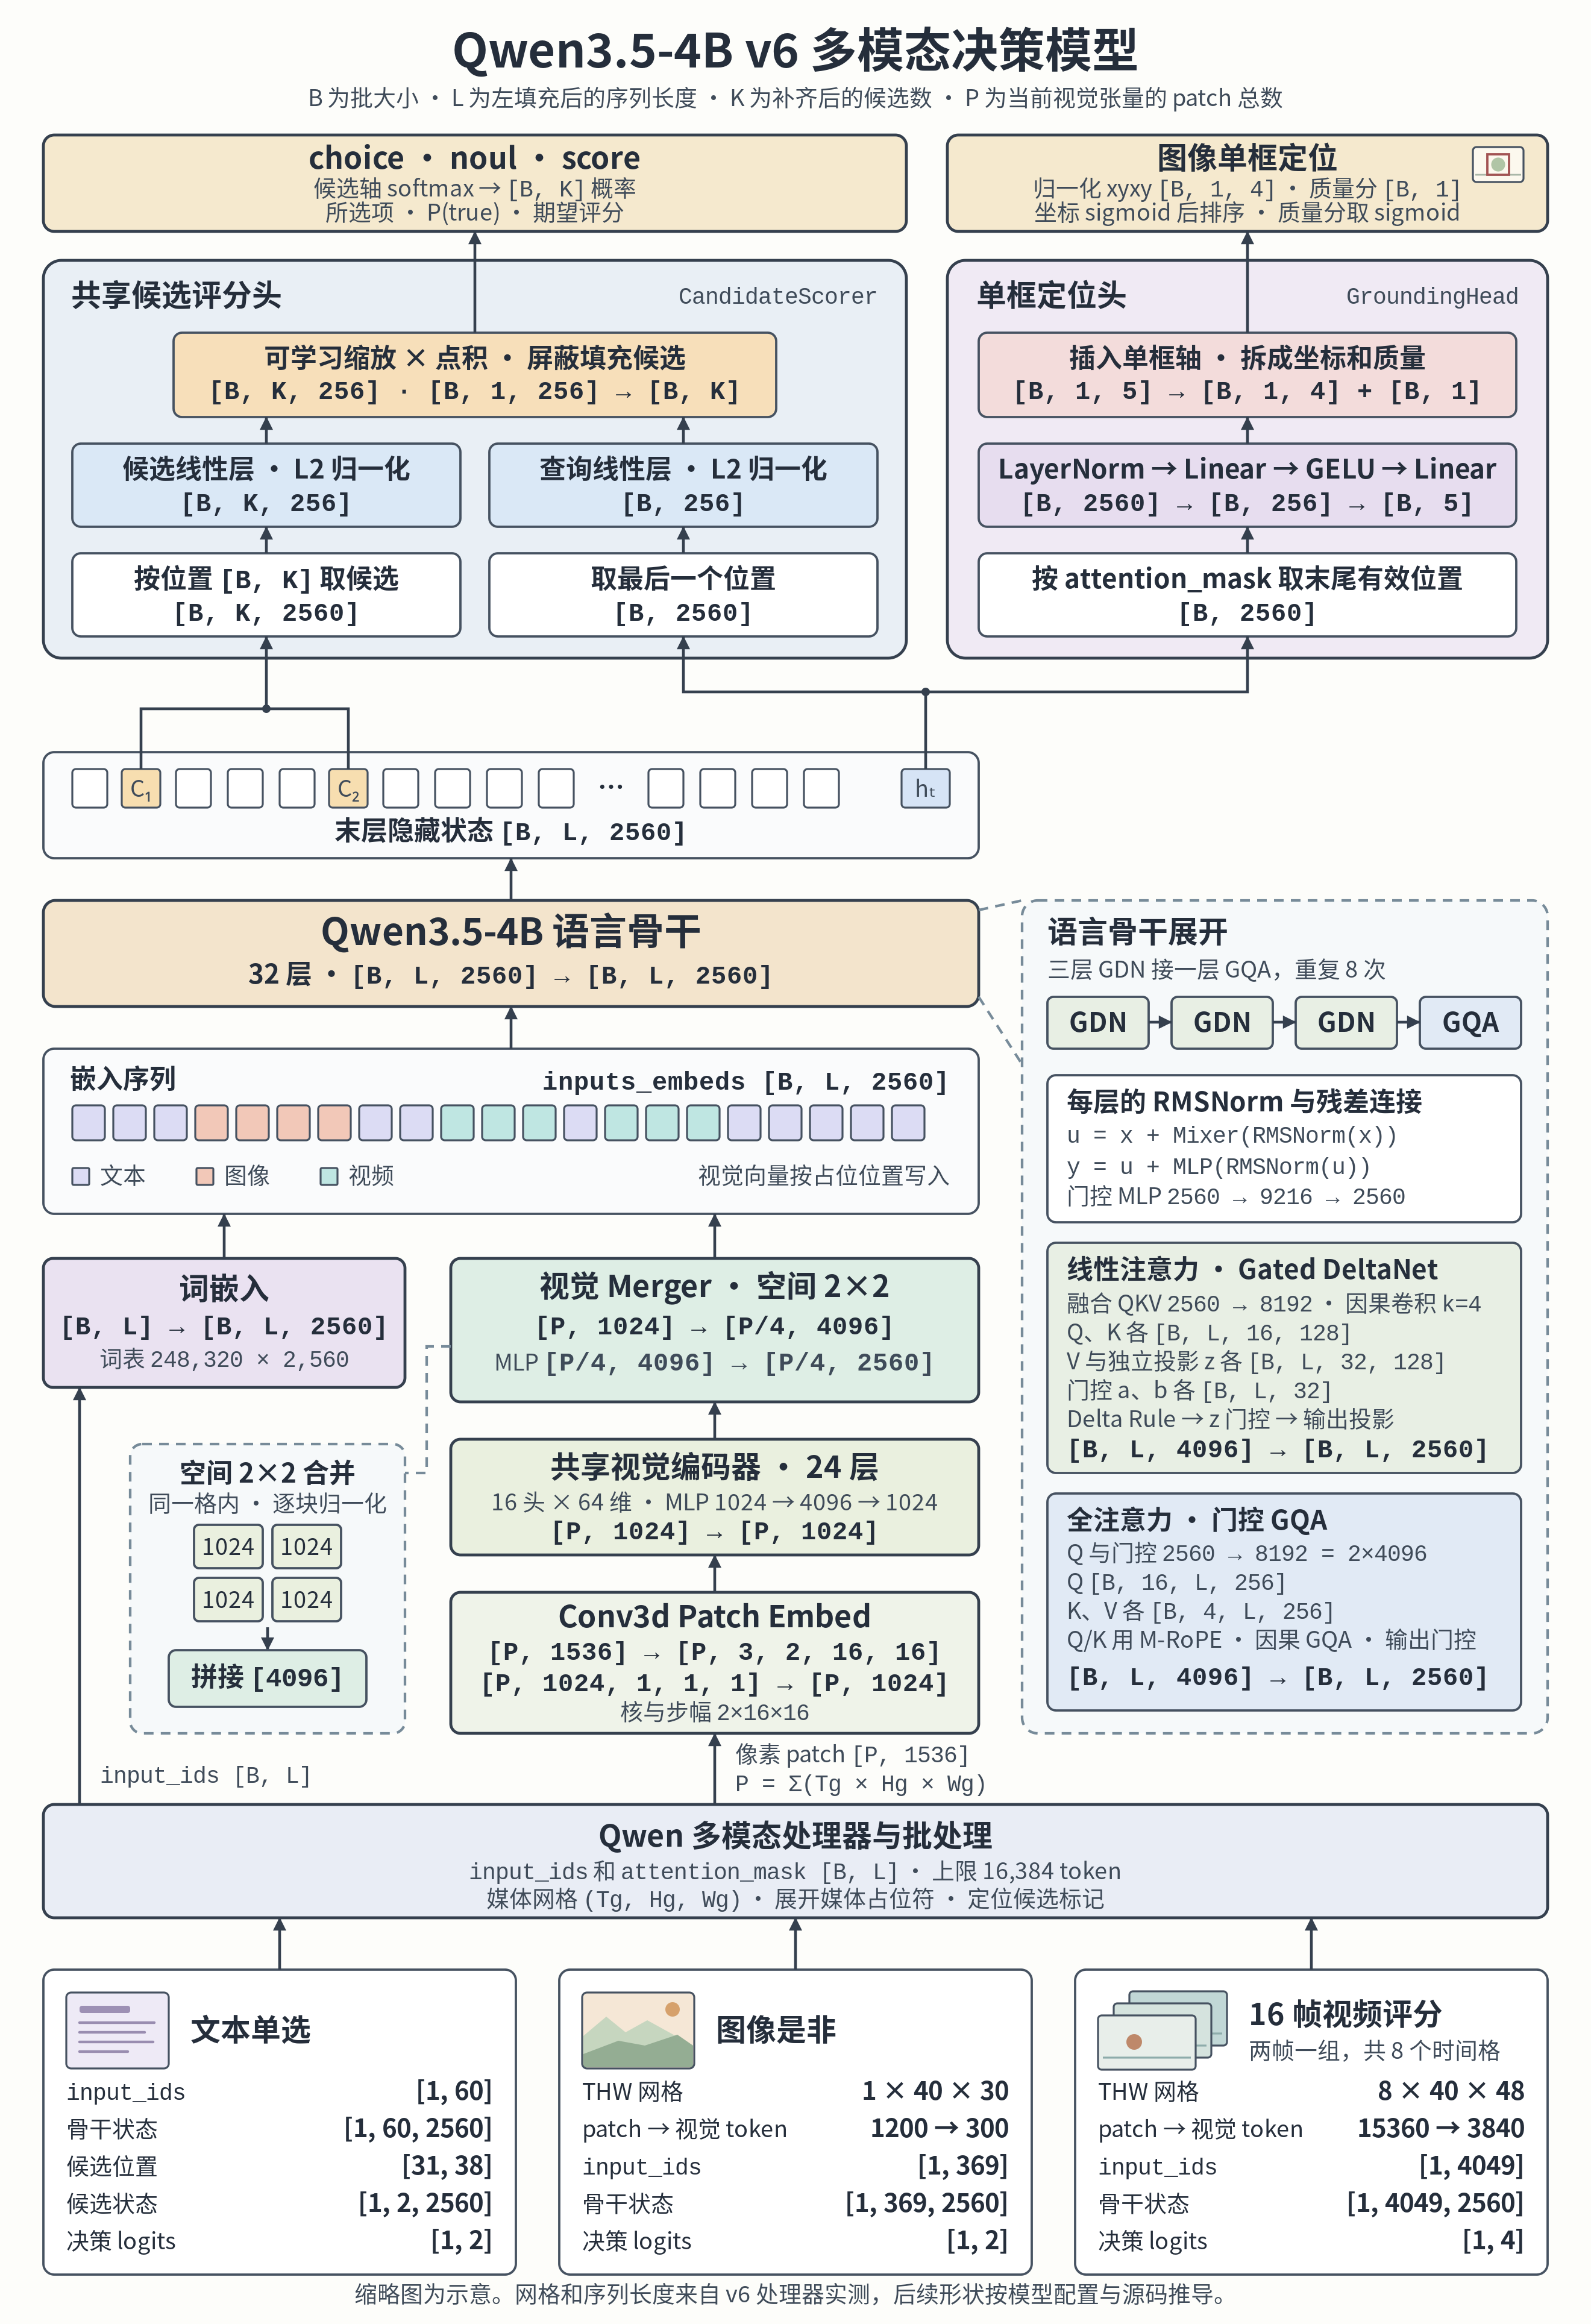 Qwen3.5-4B v6 多模态决策模型
B 为批大小 · L 为左填充后的序列长度 · K 为补齐后的候选数 · P 为当前视觉张量的 patch 总数
choice · noul · score
候选轴 softmax → [B, K] 概率
所选项 · P(true) · 期望评分
图像单框定位
归一化 xyxy [B, 1, 4] · 质量分 [B, 1]
坐标 sigmoid 后排序 · 质量分取 sigmoid
共享候选评分头
CandidateScorer
可学习缩放 × 点积 · 屏蔽填充候选
[B, K, 256] · [B, 1, 256] → [B, K]
候选线性层 · L2 归一化
[B, K, 256]
查询线性层 · L2 归一化
[B, 256]
按位置 [B, K] 取候选
[B, K, 2560]
取最后一个位置
[B, 2560]
单框定位头
GroundingHead
插入单框轴 · 拆成坐标和质量
[B, 1, 5] → [B, 1, 4] + [B, 1]
LayerNorm → Linear → GELU → Linear
[B, 2560] → [B, 256] → [B, 5]
按 attention_mask 取末尾有效位置
[B, 2560]
C₁
C₂
…
hₜ
末层隐藏状态 [B, L, 2560]
Qwen3.5-4B 语言骨干
32 层 · [B, L, 2560] → [B, L, 2560]
嵌入序列
inputs_embeds [B, L, 2560]
文本
图像
视频
视觉向量按占位位置写入
词嵌入
[B, L] → [B, L, 2560]
词表 248,320 × 2,560
视觉 Merger · 空间 2×2
[P, 1024] → [P/4, 4096]
MLP [P/4, 4096] → [P/4, 2560]
空间 2×2 合并
同一格内 · 逐块归一化
1024
1024
1024
1024
拼接 [4096]
共享视觉编码器 · 24 层
16 头 × 64 维 · MLP 1024 → 4096 → 1024
[P, 1024] → [P, 1024]
Conv3d Patch Embed
[P, 1536] → [P, 3, 2, 16, 16]
[P, 1024, 1, 1, 1] → [P, 1024]
核与步幅 2×16×16
语言骨干展开
三层 GDN 接一层 GQA，重复 8 次
GDN
GDN
GDN
GQA
每层的 RMSNorm 与残差连接
u = x + Mixer(RMSNorm(x))
y = u + MLP(RMSNorm(u))
门控 MLP 2560 → 9216 → 2560
线性注意力 · Gated DeltaNet
融合 QKV 2560 → 8192 · 因果卷积 k=4
Q、K 各 [B, L, 16, 128]
V 与独立投影 z 各 [B, L, 32, 128]
门控 a、b 各 [B, L, 32]
Delta Rule → z 门控 → 输出投影
[B, L, 4096] → [B, L, 2560]
全注意力 · 门控 GQA
Q 与门控 2560 → 8192 = 2×4096
Q [B, 16, L, 256]
K、V 各 [B, 4, L, 256]
Q/K 用 M-RoPE · 因果 GQA · 输出门控
[B, L, 4096] → [B, L, 2560]
input_ids [B, L]
像素 patch [P, 1536]
P = Σ(Tg × Hg × Wg)
Qwen 多模态处理器与批处理
input_ids 和 attention_mask [B, L] · 上限 16,384 token
媒体网格 (Tg, Hg, Wg) · 展开媒体占位符 · 定位候选标记
文本单选
input_ids [1, 60]
骨干状态 [1, 60, 2560]
候选位置 [31, 38]
候选状态 [1, 2, 2560]
决策 logits [1, 2]
图像是非
THW 网格 1 × 40 × 30
patch → 视觉 token 1200 → 300
input_ids [1, 369]
骨干状态 [1, 369, 2560]
决策 logits [1, 2]
16 帧视频评分
两帧一组，共 8 个时间格
THW 网格 8 × 40 × 48
patch → 视觉 token 15360 → 3840
input_ids [1, 4049]
骨干状态 [1, 4049, 2560]
决策 logits [1, 4]
缩略图为示意。网格和序列长度来自 v6 处理器实测，后续形状按模型配置与源码推导。